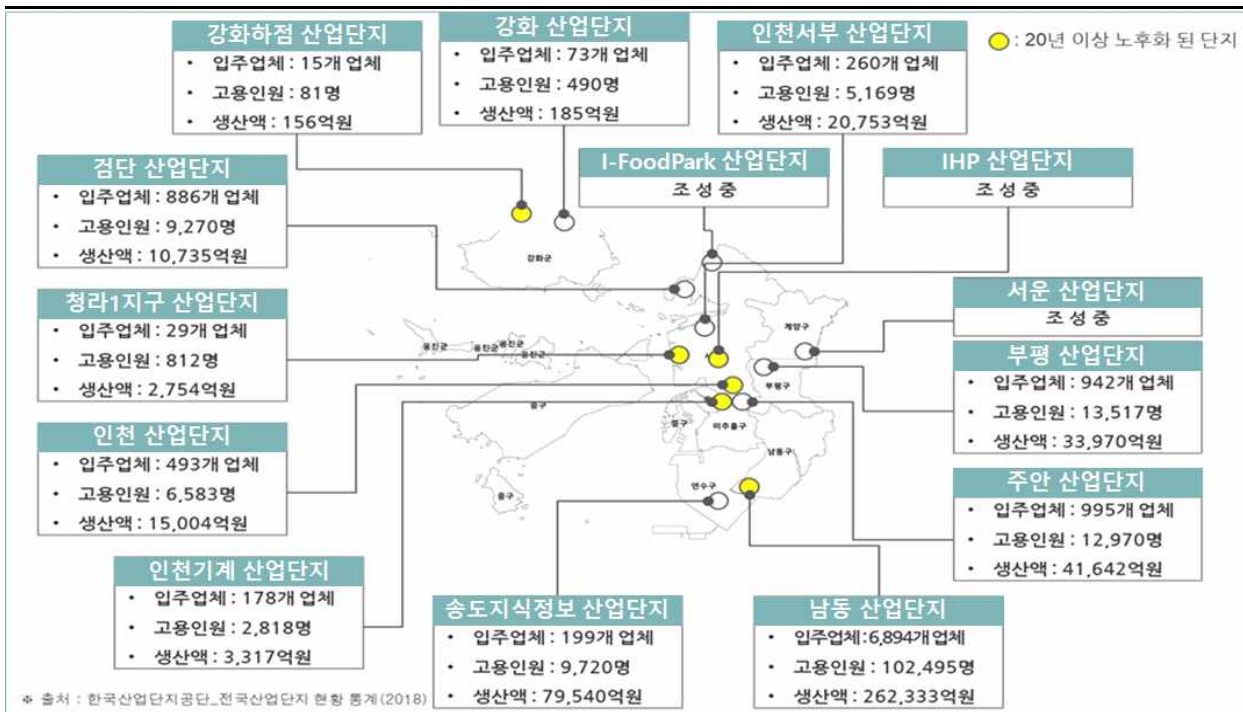 강화하점 산업단지
• 입주업체 : 15개 업체
• 고용인원 : 81명
• 생산액 : 156억원
강화 산업단지
• 입주업체 : 73개 업체
• 고용인원 : 490명
• 생산액 : 185억원
인천서부 산업단지
• 입주업체 : 260개 업체
• 고용인원 : 5,169명
• 생산액 : 20,753억원
: 20년 이상 노후화 된 단지
검단 산업단지
• 입주업체 : 886개 업체
• 고용인원 : 9,270명
• 생산액 : 10,735억원
I-FoodPark 산업단지
조 성 중
IHP 산업단지
조 성 중
청라1지구 산업단지
• 입주업체 : 29개 업체
• 고용인원 : 812명
• 생산액 : 2,754억원
서운 산업단지
조 성 중
부평 산업단지
• 입주업체 : 942개 업체
• 고용인원 : 13,517명
• 생산액 : 33,970억원
인천 산업단지
• 입주업체 : 493개 업체
• 고용인원 : 6,583명
• 생산액 : 15,004억원
주안 산업단지
• 입주업체 : 995개 업체
• 고용인원 : 12,970명
• 생산액 : 41,642억원
인천기계 산업단지
• 입주업체 : 178개 업체
• 고용인원 : 2,818명
• 생산액 : 3,317억원
송도지식정보 산업단지
• 입주업체 : 199개 업체
• 고용인원 : 9,720명
• 생산액 : 79,540억원
남동 산업단지
• 입주업체:6,894개업체
• 고용인원 : 102,495명
• 생산액 : 262,333억원
강화군
계양구
옹진군
옹진군
옹진군
옹진군
부평구
중구
중구
미추홀구
남동구
연수구
중구
※ 출처 : 한국산업단지공단_전국산업단지 현황 통계(2018)